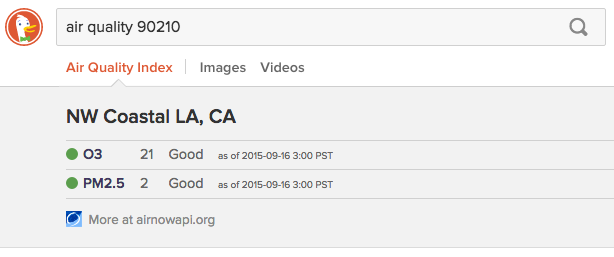 air quality 90210
Air Quality Index Images Videos
NW Coastal LA, CA
O3 21 Good as of 2015-09-16 3:00 PST
PM2.5 2 Good as of 2015-09-16 3:00 PST
More at airnowapi.org